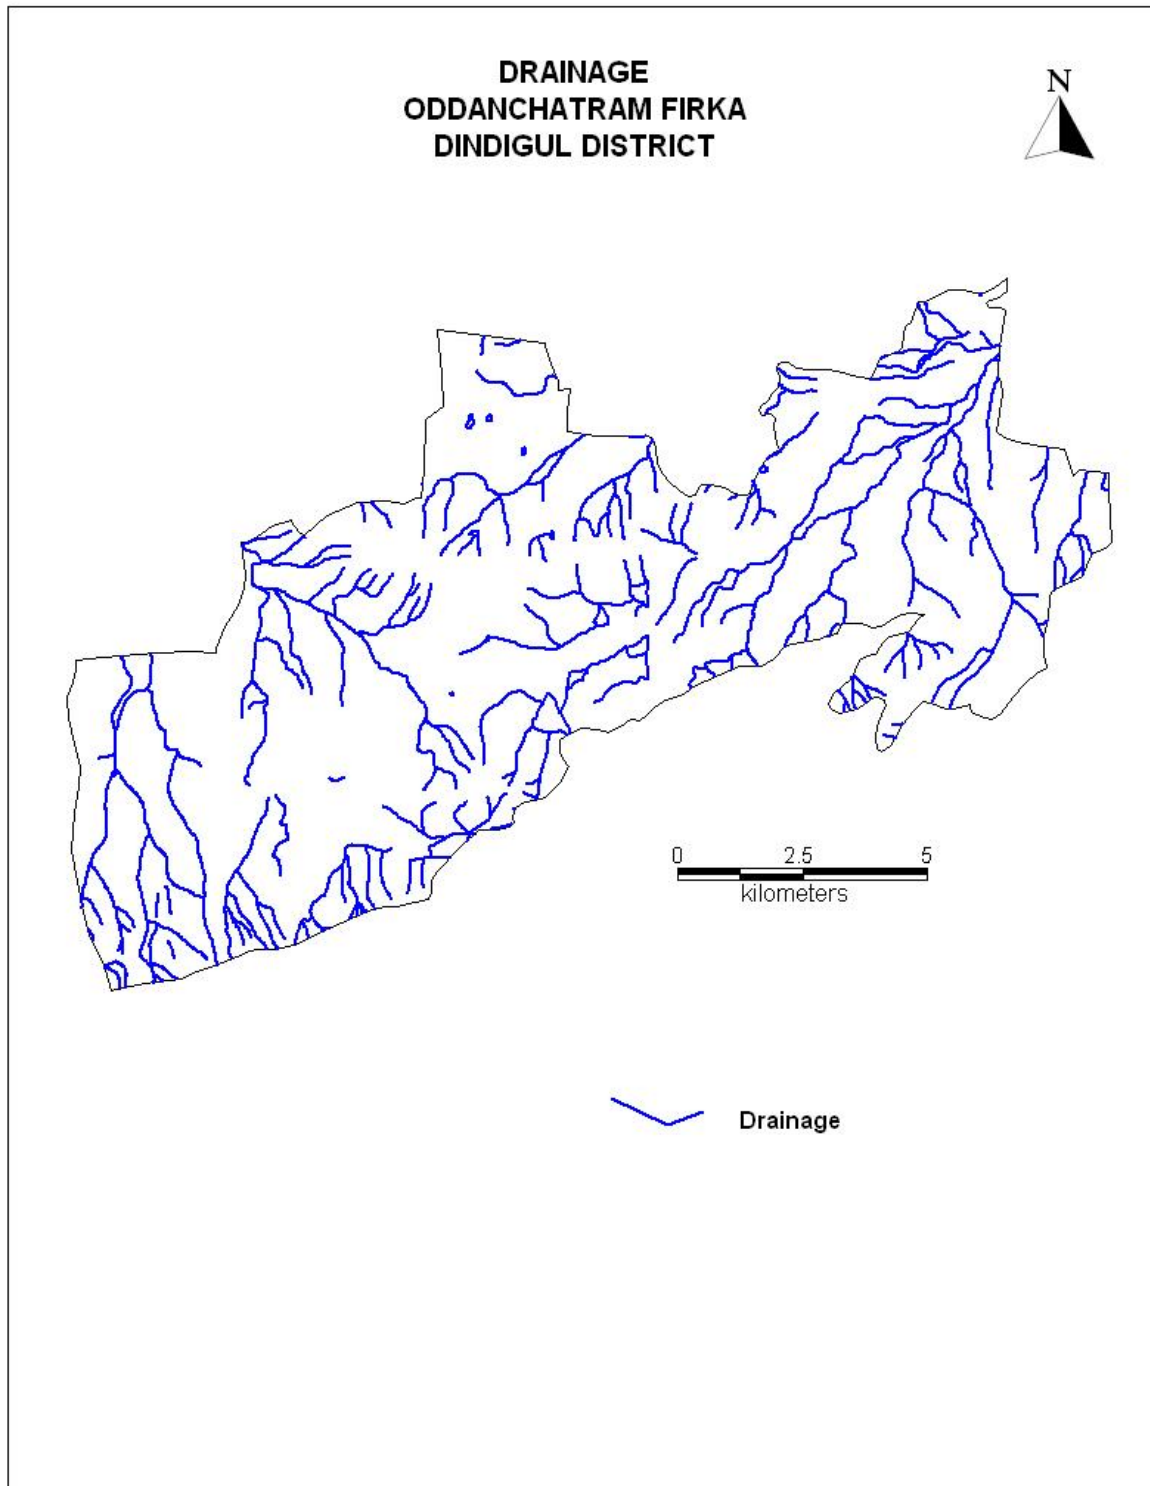 DRAINAGE
ODDANCHATRAM FIRKA
DINDIGUL DISTRICT
N
0 2.5 5
kilometers
Drainage